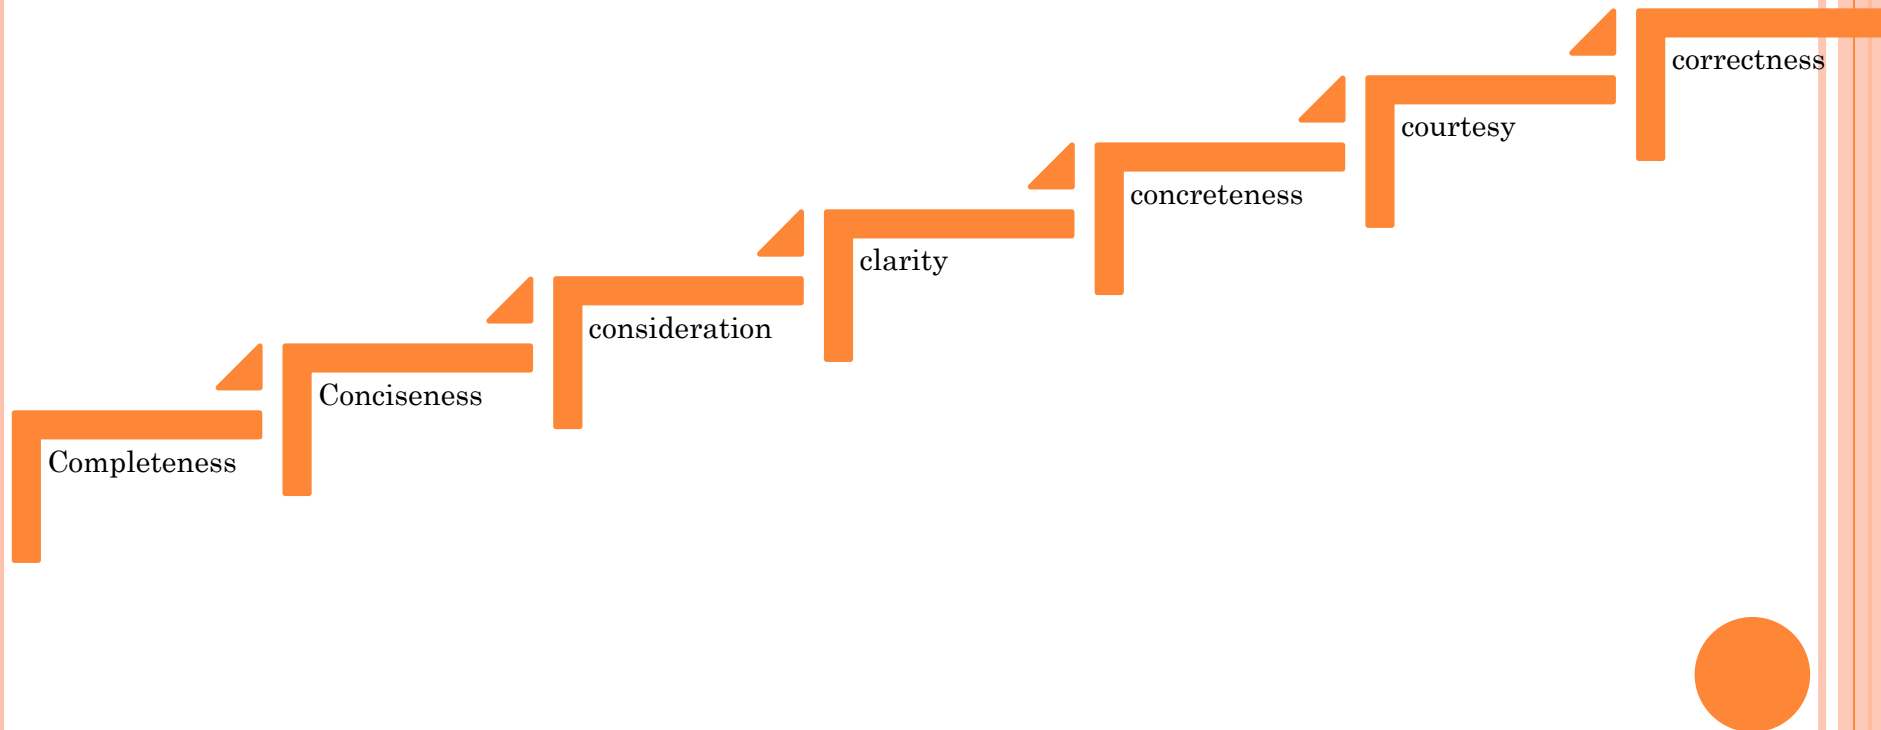 Completeness
Conciseness
consideration
clarity
concreteness
courtesy
correctness